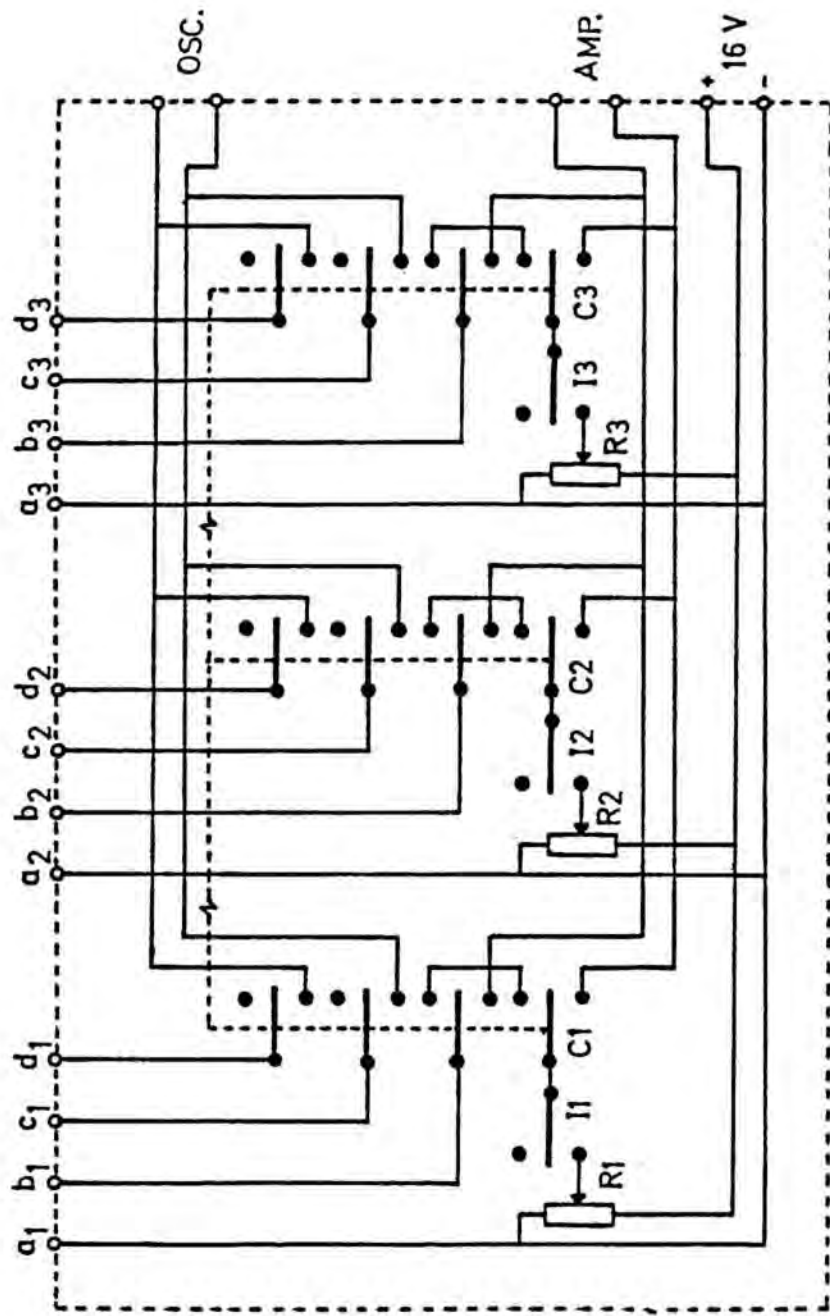 a1 b1 c1 d1 a2 b2 c2 d2 a3 b3 c3 d3
OSC.
AMP.
+
16 V
-
I1 C1 I2 C2 I3 C3
R1 R2 R3